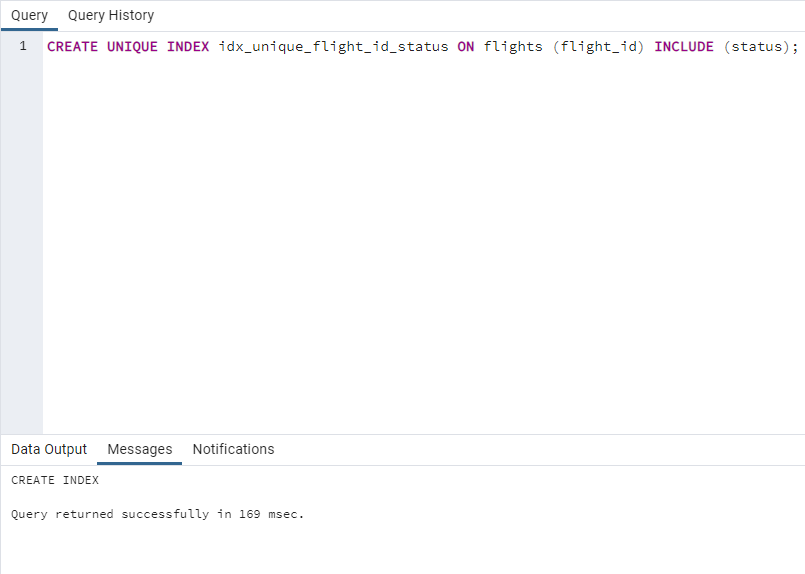 Query Query History
1 CREATE UNIQUE INDEX idx_unique_flight_id_status ON flights (flight_id) INCLUDE (status);
Data Output Messages Notifications
CREATE INDEX
Query returned successfully in 169 msec.